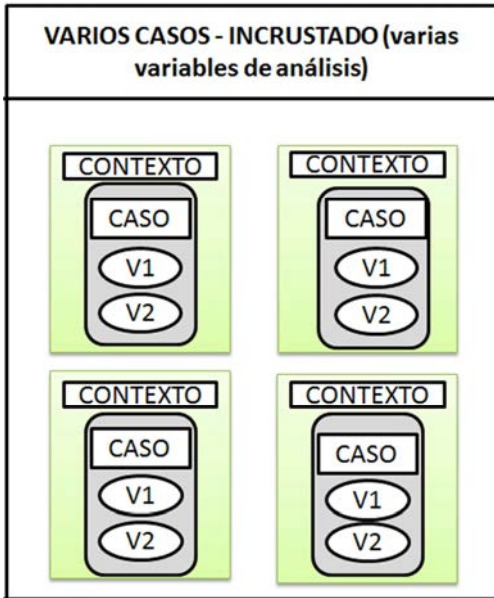 VARIOS CASOS - INCRUSTADO (varias
variables de análisis)
CONTEXTO
CASO
V1
V2
CONTEXTO
CASO
V1
V2
CONTEXTO
CASO
V1
V2
CONTEXTO
CASO
V1
V2